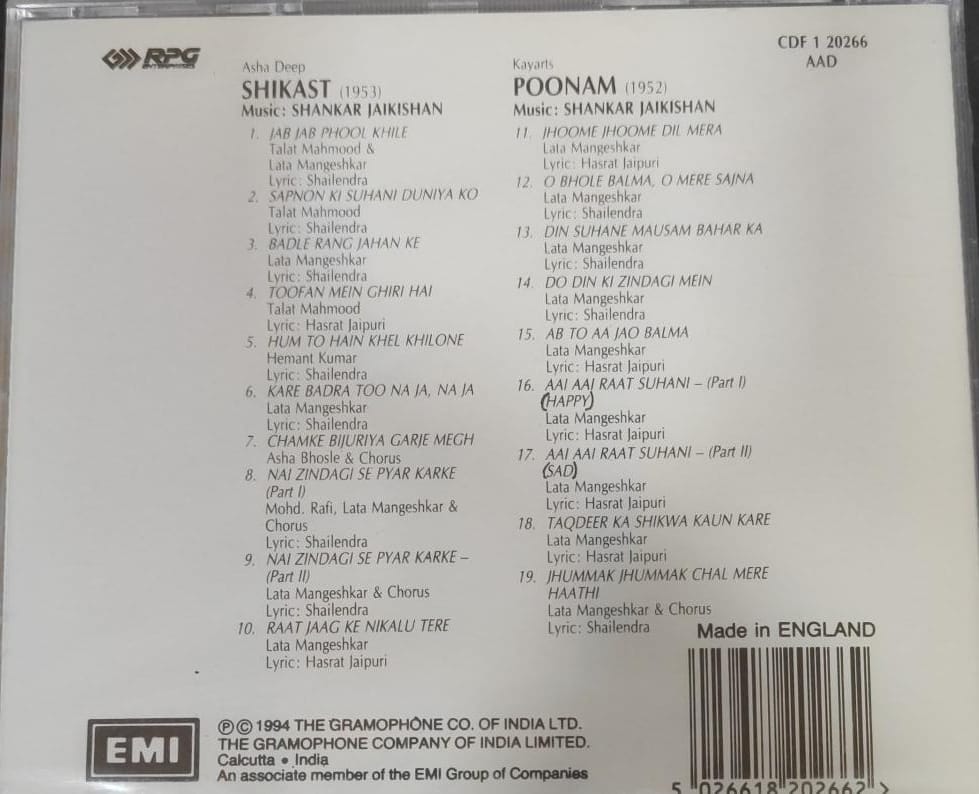 RPG
ENTERPRISES
CDF 1 20266
AAD
Asha Deep
SHIKAST (1953)
Music: SHANKAR JAIKISHAN
1. JAB JAB PHOOL KHILE
Talat Mahmood &
Lata Mangeshkar
Lyric: Shailendra
2. SAPNON KI SUHANI DUNIYA KO
Talat Mahmood
Lyric: Shailendra
3. BADLE RANG JAHAN KE
Lata Mangeshkar
Lyric: Shailendra
4. TOOFAN MEIN GHIRI HAI
Talat Mahmood
Lyric: Hasrat Jaipuri
5. HUM TO HAIN KHEL KHILONE
Hemant Kumar
Lyric: Shailendra
6. KARE BADRA TOO NA JA, NA JA
Lata Mangeshkar
Lyric: Shailendra
7. CHAMKE BIJURIYA GARJE MEGH
Asha Bhosle & Chorus
8. NAI ZINDAGI SE PYAR KARKE
(Part I)
Mohd. Rafi, Lata Mangeshkar &
Chorus
Lyric: Shailendra
9. NAI ZINDAGI SE PYAR KARKE –
(Part II)
Lata Mangeshkar & Chorus
Lyric: Shailendra
10. RAAT JAAG KE NIKALU TERE
Lata Mangeshkar
Lyric: Hasrat Jaipuri
Kayarts
POONAM (1952)
Music: SHANKAR JAIKISHAN
11. JHOOME JHOOME DIL MERA
Lata Mangeshkar
Lyric: Hasrat Jaipuri
12. O BHOLE BALMA, O MERE SAJNA
Lata Mangeshkar
Lyric: Shailendra
13. DIN SUHANE MAUSAM BAHAR KA
Lata Mangeshkar
Lyric: Shailendra
14. DO DIN KI ZINDAGI MEIN
Lata Mangeshkar
Lyric: Shailendra
15. AB TO AA JAO BALMA
Lata Mangeshkar
Lyric: Hasrat Jaipuri
16. AAI AAI RAAT SUHANI – (Part I)
(HAPPY)
Lata Mangeshkar
Lyric: Hasrat Jaipuri
17. AAI AAI RAAT SUHANI – (Part II)
(SAD)
Lata Mangeshkar
Lyric: Hasrat Jaipuri
18. TAQDEER KA SHIKWA KAUN KARE
Lata Mangeshkar
Lyric: Hasrat Jaipuri
19. JHUMMAK JHUMMAK CHAL MERE
HAATHI
Lata Mangeshkar & Chorus
Lyric: Shailendra
Made in ENGLAND
EMI
℗ © 1994 THE GRAMOPHONE CO. OF INDIA LTD.
THE GRAMOPHONE COMPANY OF INDIA LIMITED.
Calcutta • India
An associate member of the EMI Group of Companies
5 026618 202662 >